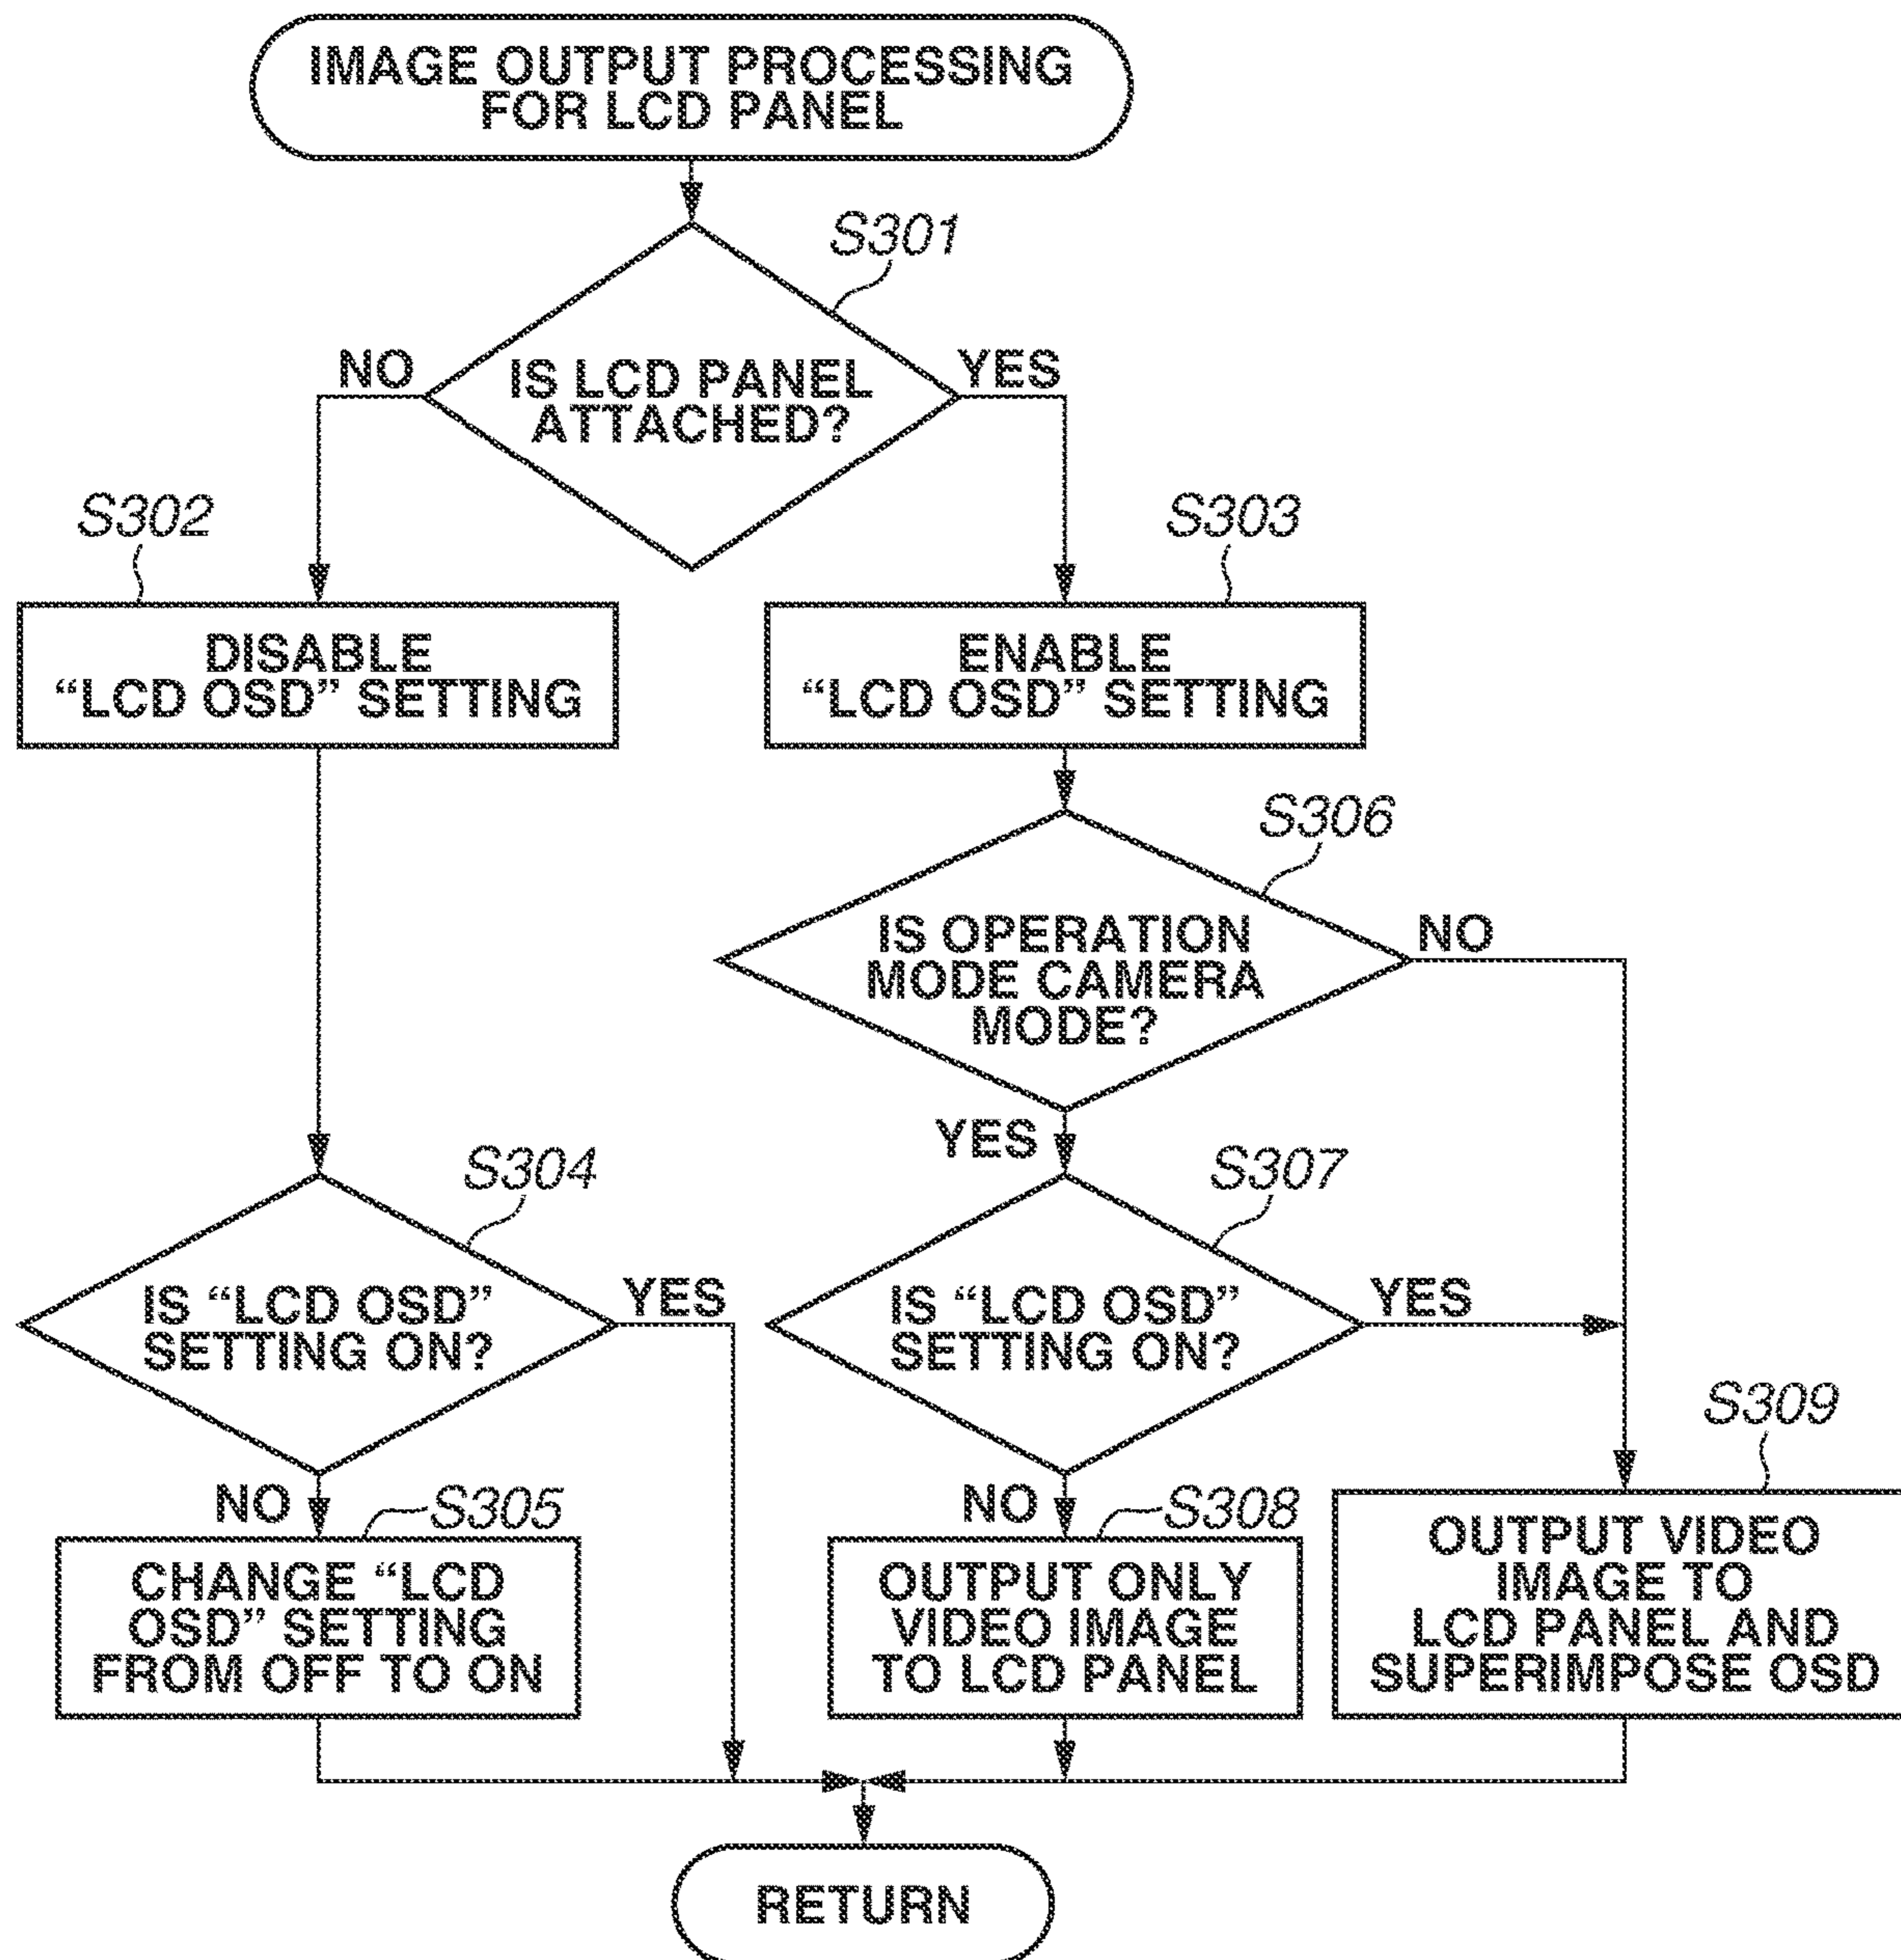 IMAGE OUTPUT PROCESSING
FOR LCD PANEL
S301
NO
IS LCD PANEL
ATTACHED?
YES
S302
S303
DISABLE
“LCD OSD” SETTING
ENABLE
“LCD OSD” SETTING
S306
IS OPERATION
MODE CAMERA
MODE?
NO
YES
S304
S307
IS “LCD OSD”
SETTING ON?
YES
IS “LCD OSD”
SETTING ON?
YES
S309
NO
S305
NO
S308
CHANGE “LCD
OSD” SETTING
FROM OFF TO ON
OUTPUT ONLY
VIDEO IMAGE
TO LCD PANEL
OUTPUT VIDEO
IMAGE TO
LCD PANEL AND
SUPERIMPOSE OSD
RETURN